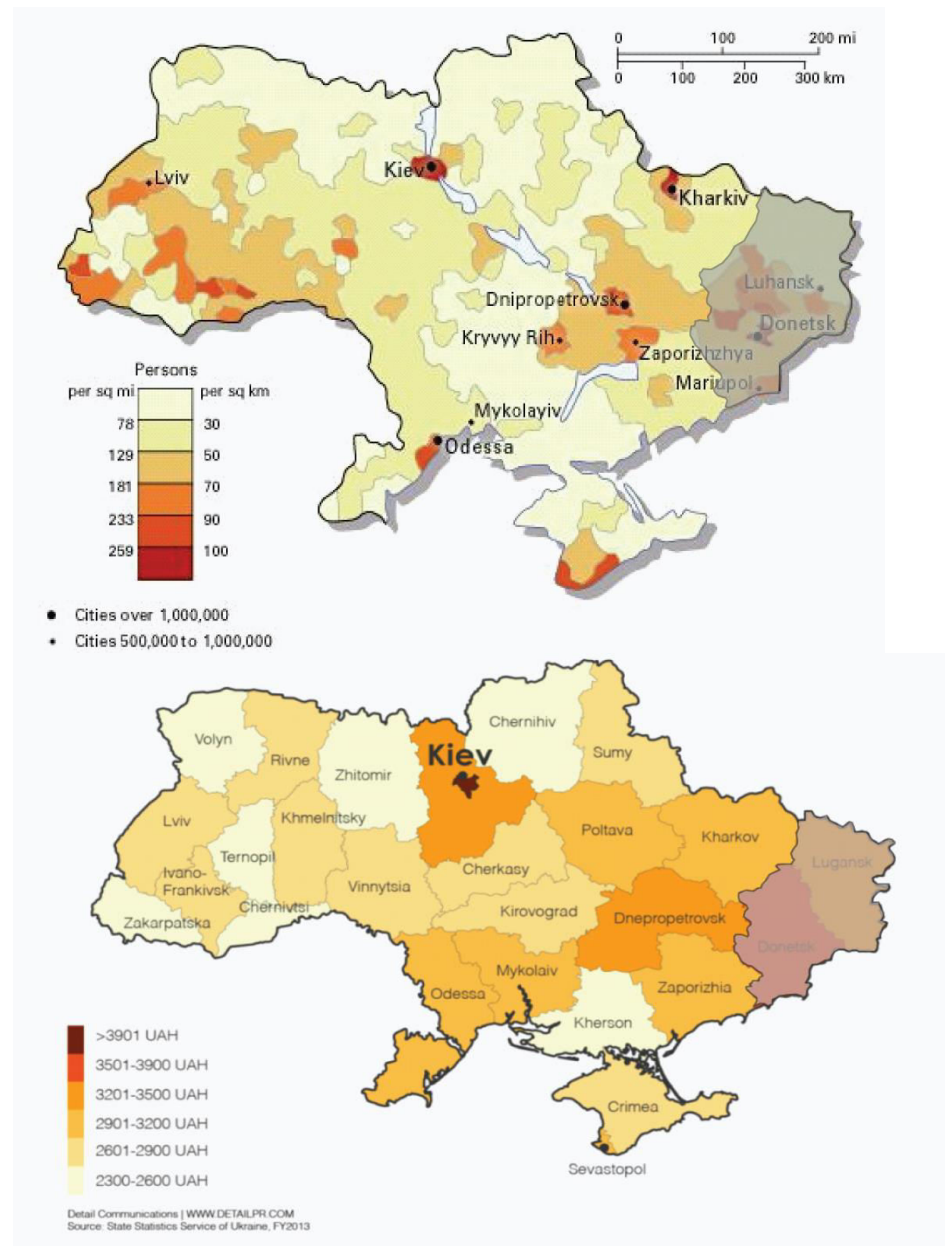 0 100 200 mi
0 100 200 300 km
Kiev
Lviv
Kharkiv
Luhansk
Dnipropetrovsk
Donetsk
Kryvyy Rih
Zaporizhzhya
Mariupol
Mykolayiv
Odessa
Persons
per sq mi per sq km
78 30
129 50
181 70
233 90
259 100
Cities over 1,000,000
Cities 500,000 to 1,000,000
Chernihiv
Volyn
Kiev
Sumy
Rivne
Zhitomir
Lviv
Khmelnitsky
Poltava
Kharkov
Ternopil
Lugansk
Ivano-
Frankivsk
Vinnytsia
Cherkasy
Chernivtsi
Kirovograd
Dnepropetrovsk
Zakarpatska
Donetsk
Mykolaiv
Odessa
Zaporizhia
Kherson
>3901 UAH
3501-3900 UAH
3201-3500 UAH
2901-3200 UAH
2601-2900 UAH
2300-2600 UAH
Crimea
Sevastopol
Detail Communications | WWW.DETAILPR.COM
Source: State Statistics Service of Ukraine, FY2013